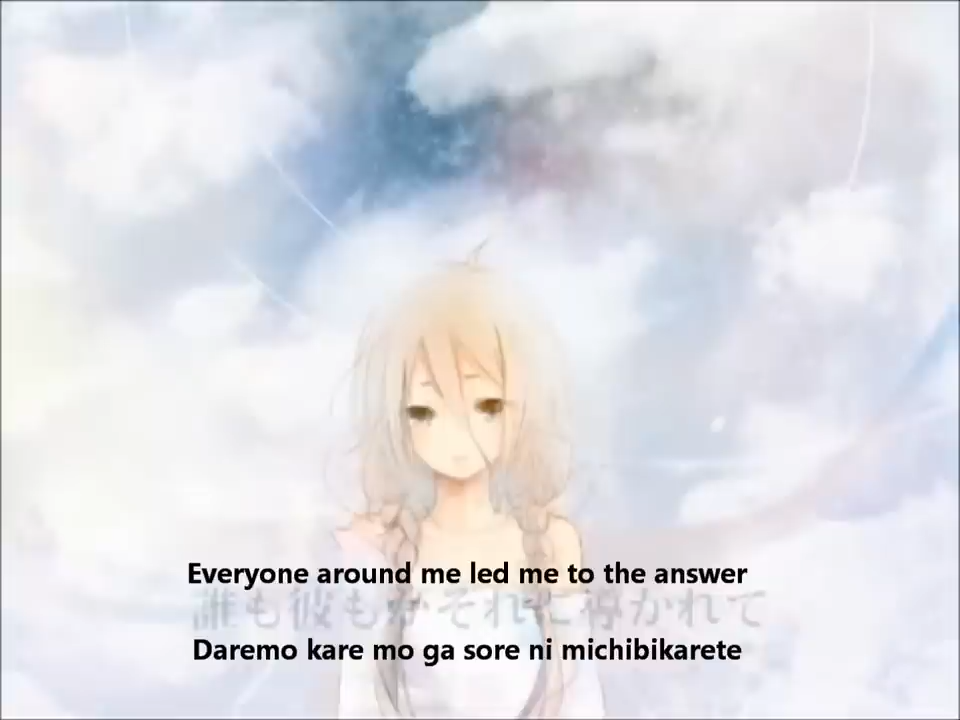 Everyone around me led me to the answer
誰も彼もがそれに導かれて
Daremo kare mo ga sore ni michibikarete